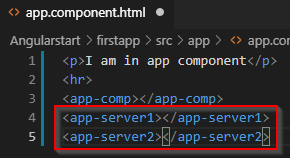 app.component.html
Angularstart > firstapp > src > app > app.co
1 <p>I am in app component</p>
2 <hr>
3 <app-comp></app-comp>
4 <app-server1></app-server1>
5 <app-server2></app-server2>